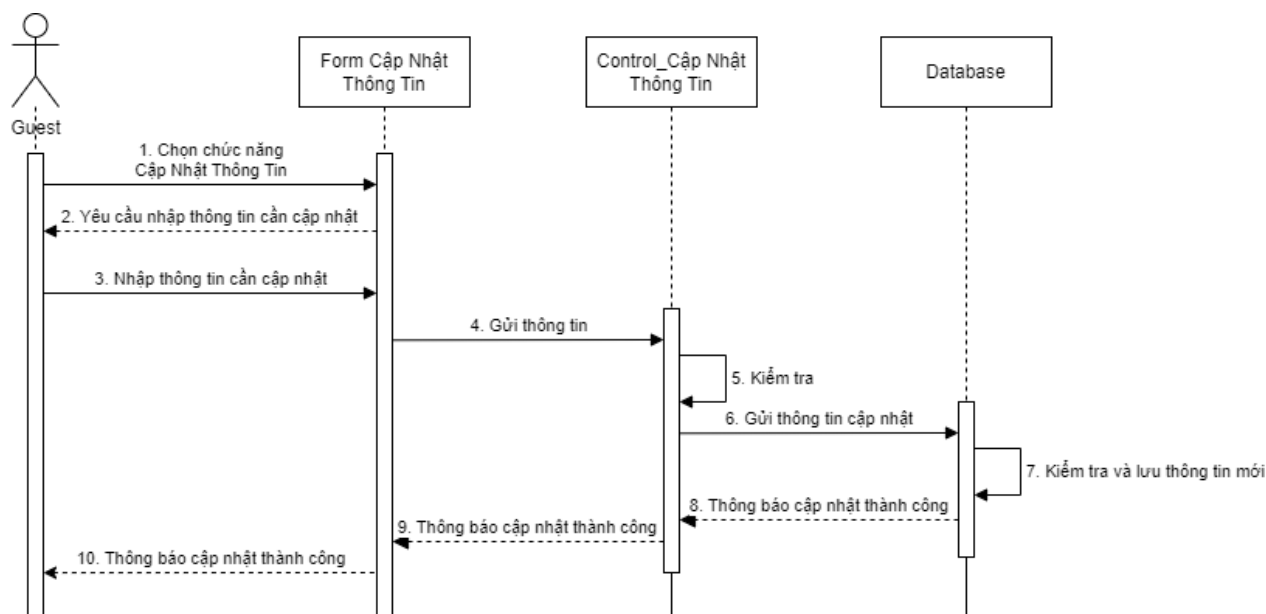 Guest
Form Cập Nhật
Thông Tin
Control_Cập Nhật
Thông Tin
Database
1. Chọn chức năng
Cập Nhật Thông Tin
2. Yêu cầu nhập thông tin cần cập nhật
3. Nhập thông tin cần cập nhật
4. Gửi thông tin
5. Kiểm tra
6. Gửi thông tin cập nhật
7. Kiểm tra và lưu thông tin mới
8. Thông báo cập nhật thành công
9. Thông báo cập nhật thành công
10. Thông báo cập nhật thành công